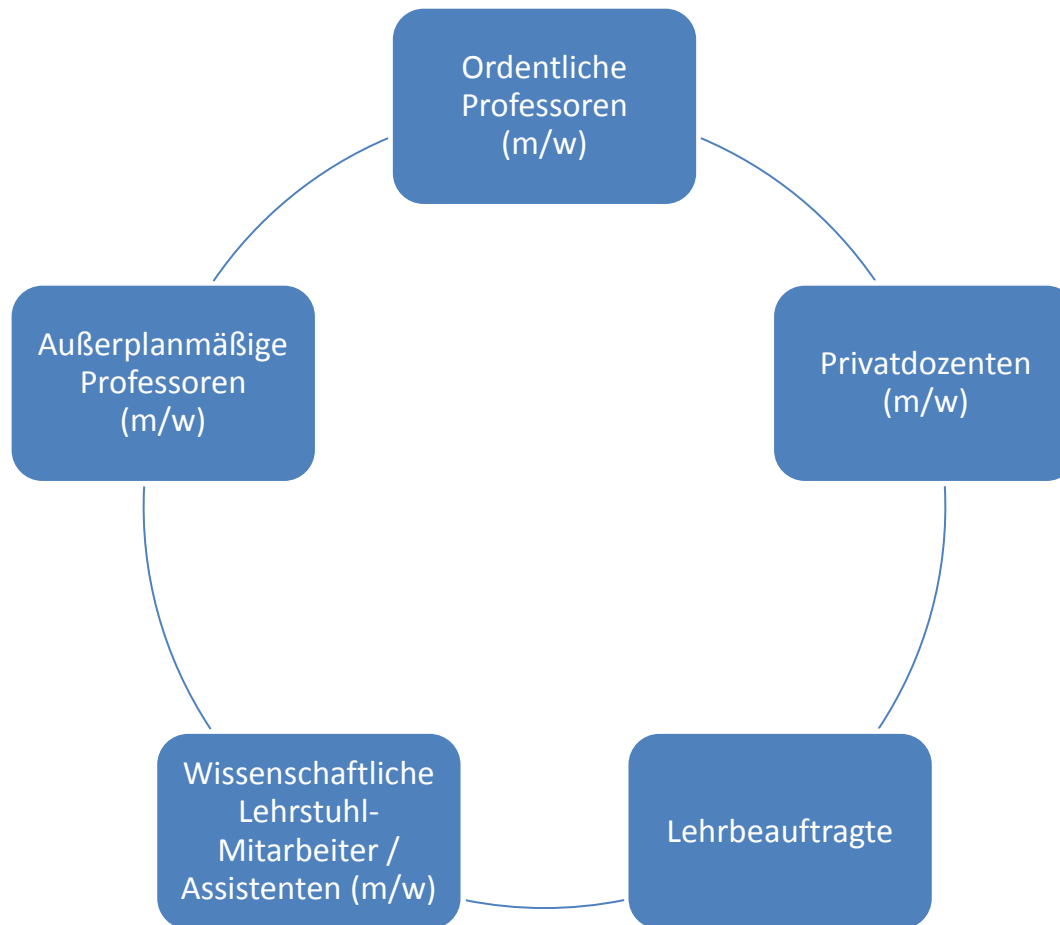 Ordentliche
Professoren
(m/w)
Außerplanmäßige
Professoren
(m/w)
Privatdozenten
(m/w)
Wissenschaftliche
Lehrstuhl-
Mitarbeiter /
Assistenten (m/w)
Lehrbeauftragte